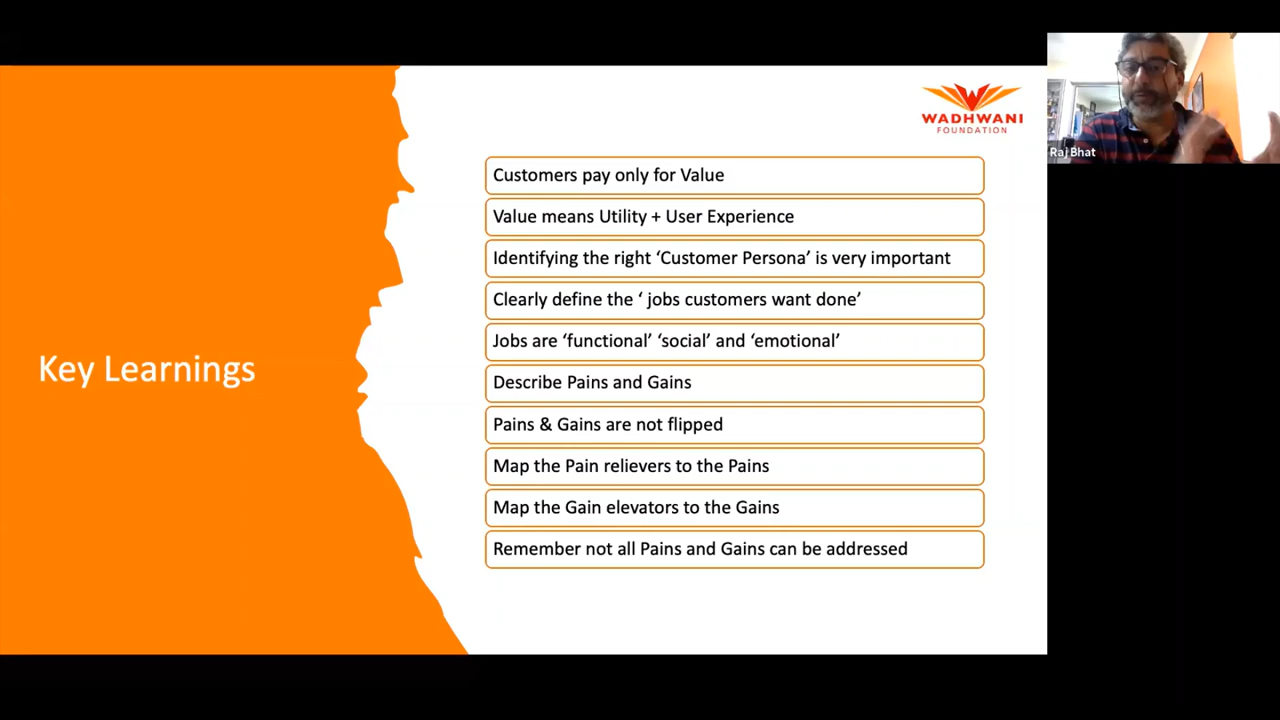 WADHWANI
FOUNDATION
Raj Bhat
Key Learnings
Customers pay only for Value
Value means Utility + User Experience
Identifying the right ‘Customer Persona’ is very important
Clearly define the ‘ jobs customers want done’
Jobs are ‘functional’ ‘social’ and ‘emotional’
Describe Pains and Gains
Pains & Gains are not flipped
Map the Pain relievers to the Pains
Map the Gain elevators to the Gains
Remember not all Pains and Gains can be addressed